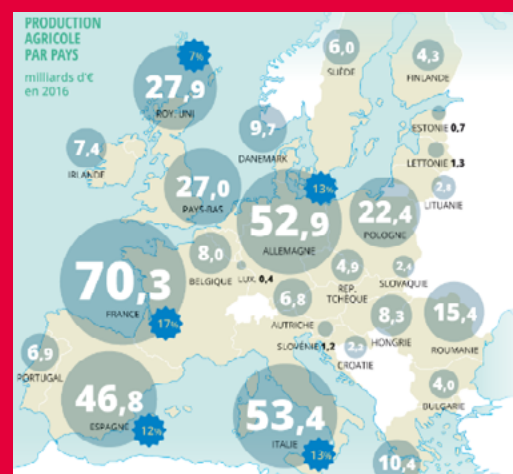 PRODUCTION
AGRICOLE
PAR PAYS
milliards d'€
en 2016
7%
27,9
ROY. UNI
6,0
SUÈDE
4,3
FINLANDE
ESTONIE 0,7
LETTONIE 1,3
7,4
IRLANDE
9,7
DANEMARK
LITUANIE
27,0
PAYS-BAS
13%
52,9
ALLEMAGNE
22,4
POLOGNE
70,3
FRANCE
17%
8,0
BELGIQUE
LUX. 0,4
4,9
RÉP.
TCHÈQUE
2,4
SLOVAQUIE
6,8
AUTRICHE
SLOVÉNIE 1,2
8,3
HONGRIE
15,4
ROUMANIE
CROATIE
6,9
PORTUGAL
46,8
ESPAGNE
12%
53,4
ITALIE
13%
4,0
BULGARIE
10,4